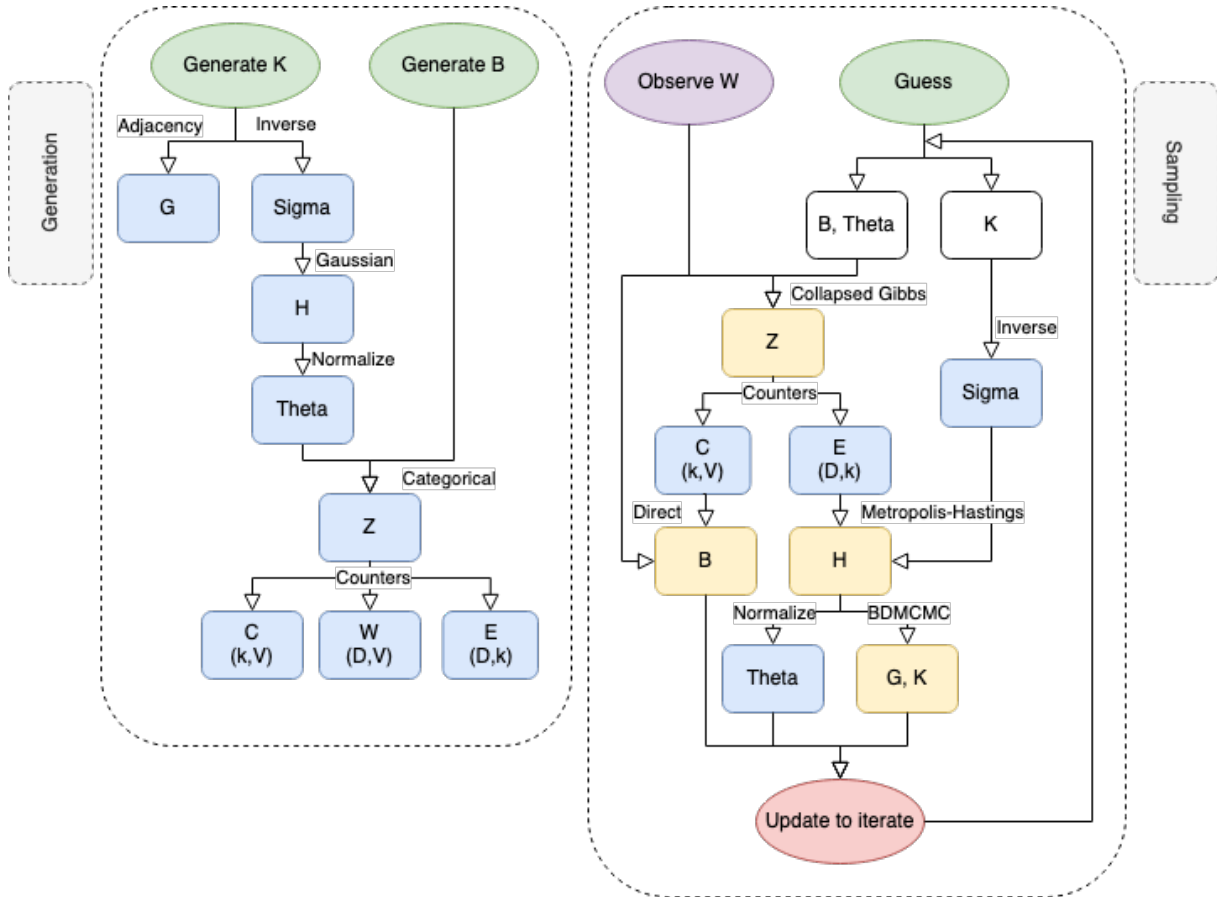 Generation
Generate K
Generate B
Adjacency
Inverse
G
Sigma
Gaussian
H
Normalize
Theta
Categorical
Z
Counters
C
(k,V)
W
(D,V)
E
(D,k)
Sampling
Observe W
Guess
B, Theta
K
Collapsed Gibbs
Z
Inverse
Counters
Sigma
C
(k,V)
E
(D,k)
Direct
Metropolis-Hastings
B
H
Normalize
BDMCMC
Theta
G, K
Update to iterate